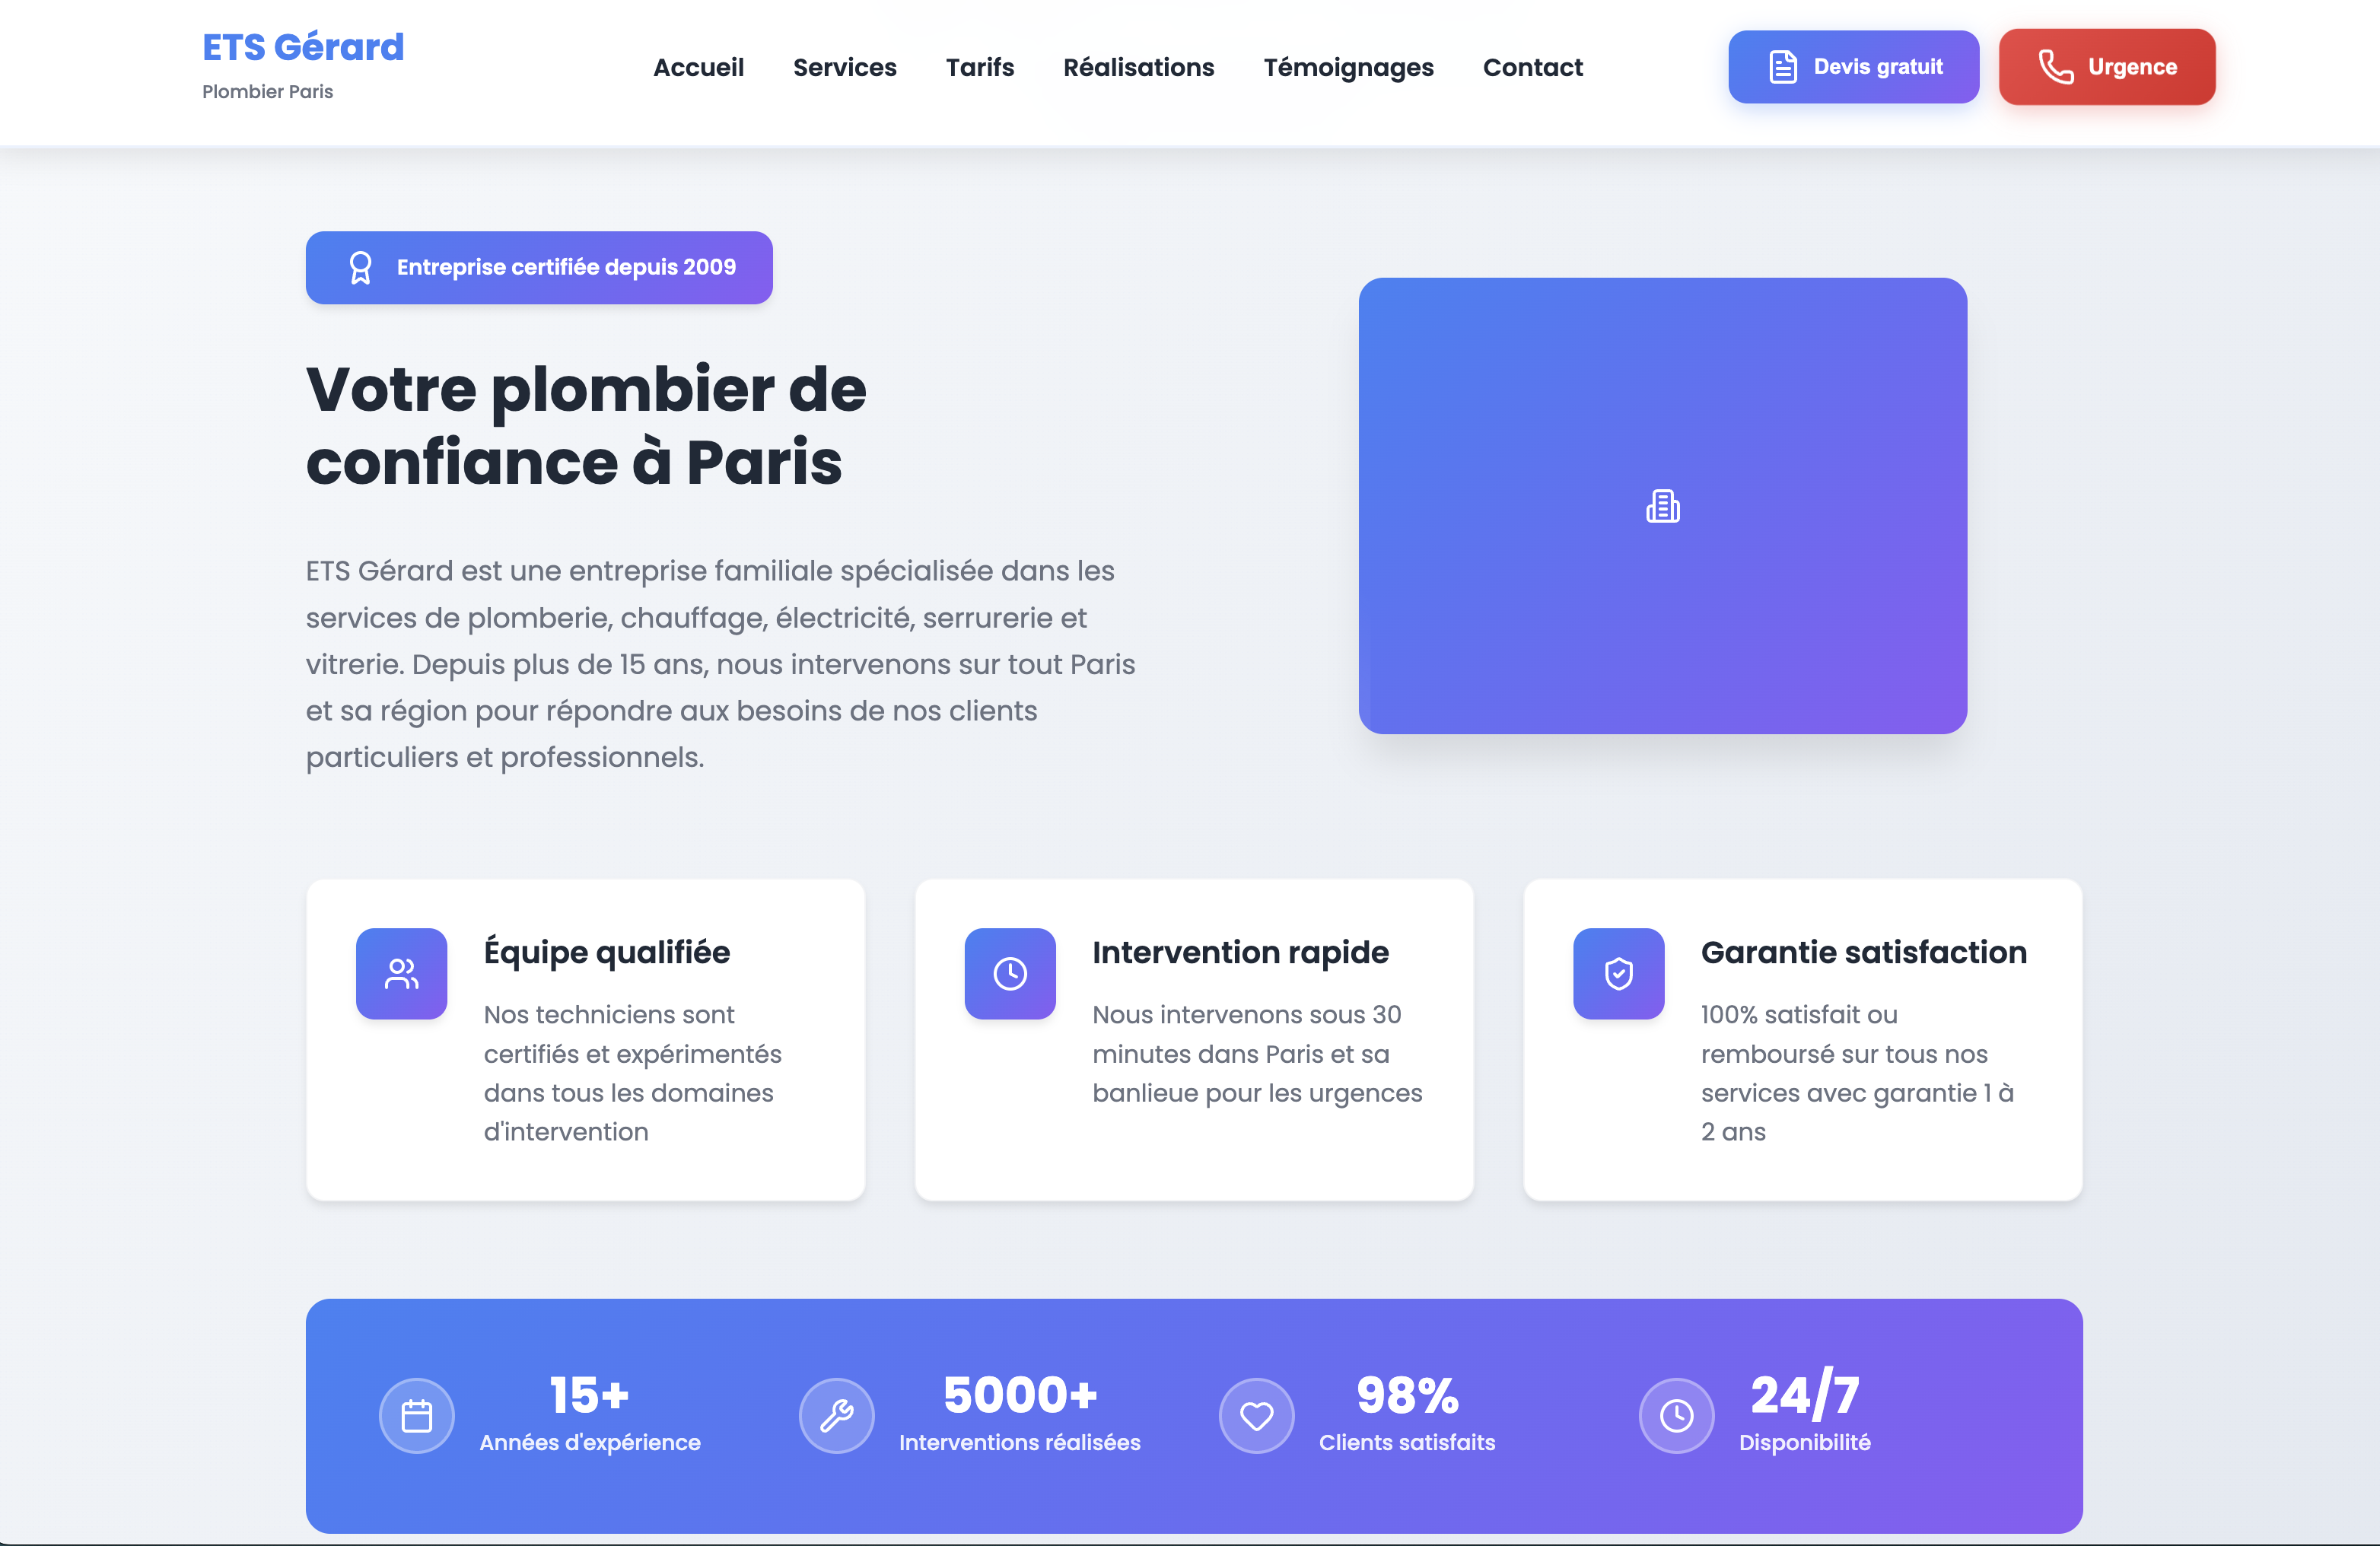 ETS Gérard
Plombier Paris
Accueil
Services
Tarifs
Réalisations
Témoignages
Contact
Devis gratuit
Urgence
Entreprise certifiée depuis 2009
Votre plombier de
confiance à Paris
ETS Gérard est une entreprise familiale spécialisée dans les
services de plomberie, chauffage, électricité, serrurerie et
vitrerie. Depuis plus de 15 ans, nous intervenons sur tout Paris
et sa région pour répondre aux besoins de nos clients
particuliers et professionnels.
Équipe qualifiée
Nos techniciens sont
certifiés et expérimentés
dans tous les domaines
d'intervention
Intervention rapide
Nous intervenons sous 30
minutes dans Paris et sa
banlieue pour les urgences
Garantie satisfaction
100% satisfait ou
remboursé sur tous nos
services avec garantie 1 à
2 ans
15+
Années d'expérience
5000+
Interventions réalisées
98%
Clients satisfaits
24/7
Disponibilité